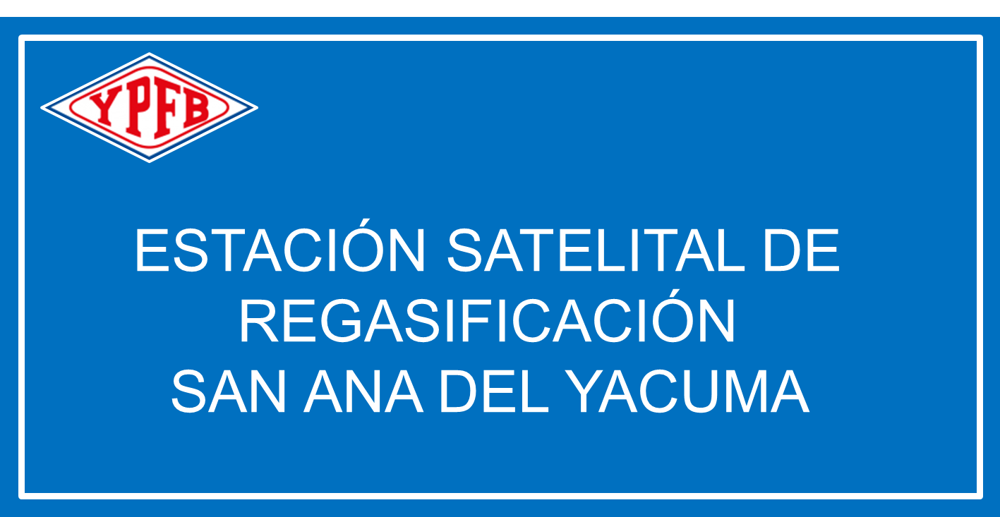 YPFB
ESTACIÓN SATELITAL DE
REGASIFICACIÓN
SAN ANA DEL YACUMA